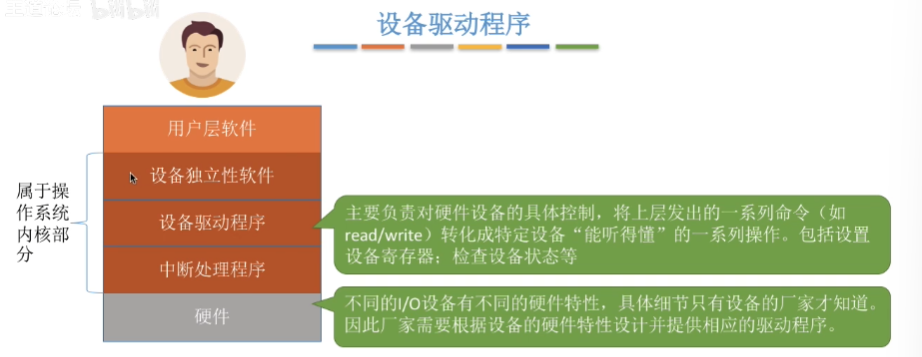 bilibili
设备驱动程序
用户层软件
设备独立性软件
设备驱动程序
中断处理程序
硬件
属于操
作系统
内核部
分
主要负责对硬件设备的具体控制，将上层发出的一系列命令（如
read/write）转化成特定设备“能听得懂”的一系列操作。包括设置
设备寄存器；检查设备状态等
不同的I/O设备有不同的硬件特性，具体细节只有设备的厂家才知道。
因此厂家需要根据设备的硬件特性设计并提供相应的驱动程序。